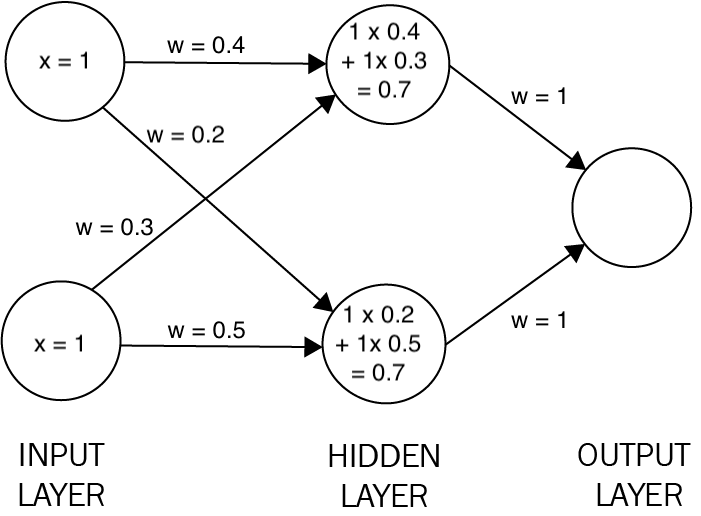 x = 1
w = 0.4
1 x 0.4
+ 1x 0.3
= 0.7
w = 1
w = 0.2
w = 0.3
x = 1
w = 0.5
1 x 0.2
+ 1x 0.5
= 0.7
w = 1
INPUT
LAYER
HIDDEN
LAYER
OUTPUT
LAYER